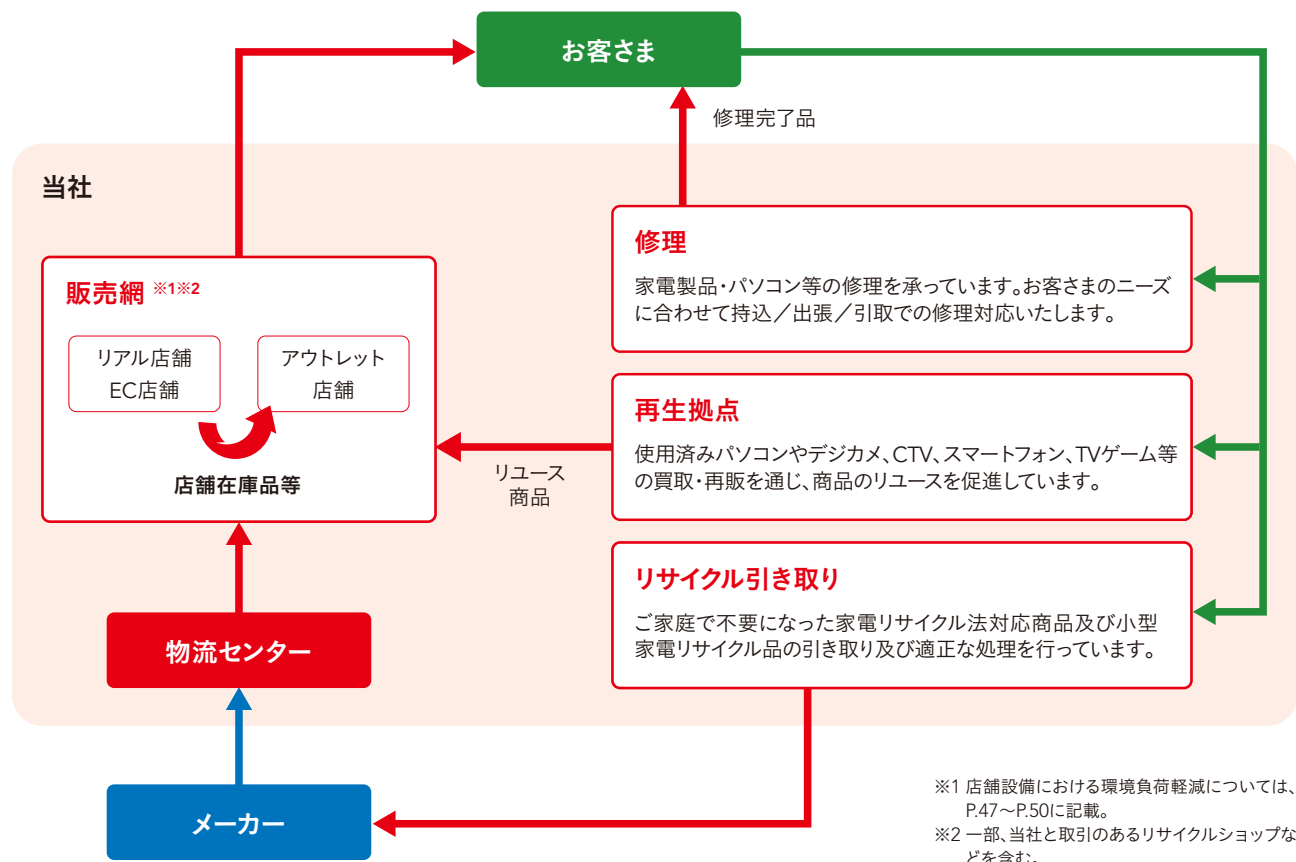 お客さま
修理完了品
当社
販売網 ※1※2
リアル店舗
EC店舗
アウトレット
店舗
店舗在庫品等
修理
家電製品・パソコン等の修理を承っています。お客さまのニーズ
に合わせて持込／出張／引取での修理対応いたします。
再生拠点
使用済みパソコンやデジカメ、CTV、スマートフォン、TVゲーム等
の買取・再販を通じ、商品のリユースを促進しています。
リユース
商品
リサイクル引き取り
ご家庭で不要になった家電リサイクル法対応商品及び小型
家電リサイクル品の引き取り及び適正な処理を行っています。
物流センター
メーカー
※1 店舗設備における環境負荷軽減については、
P.47～P.50に記載。
※2 一部、当社と取引のあるリサイクルショップな
どを含む。